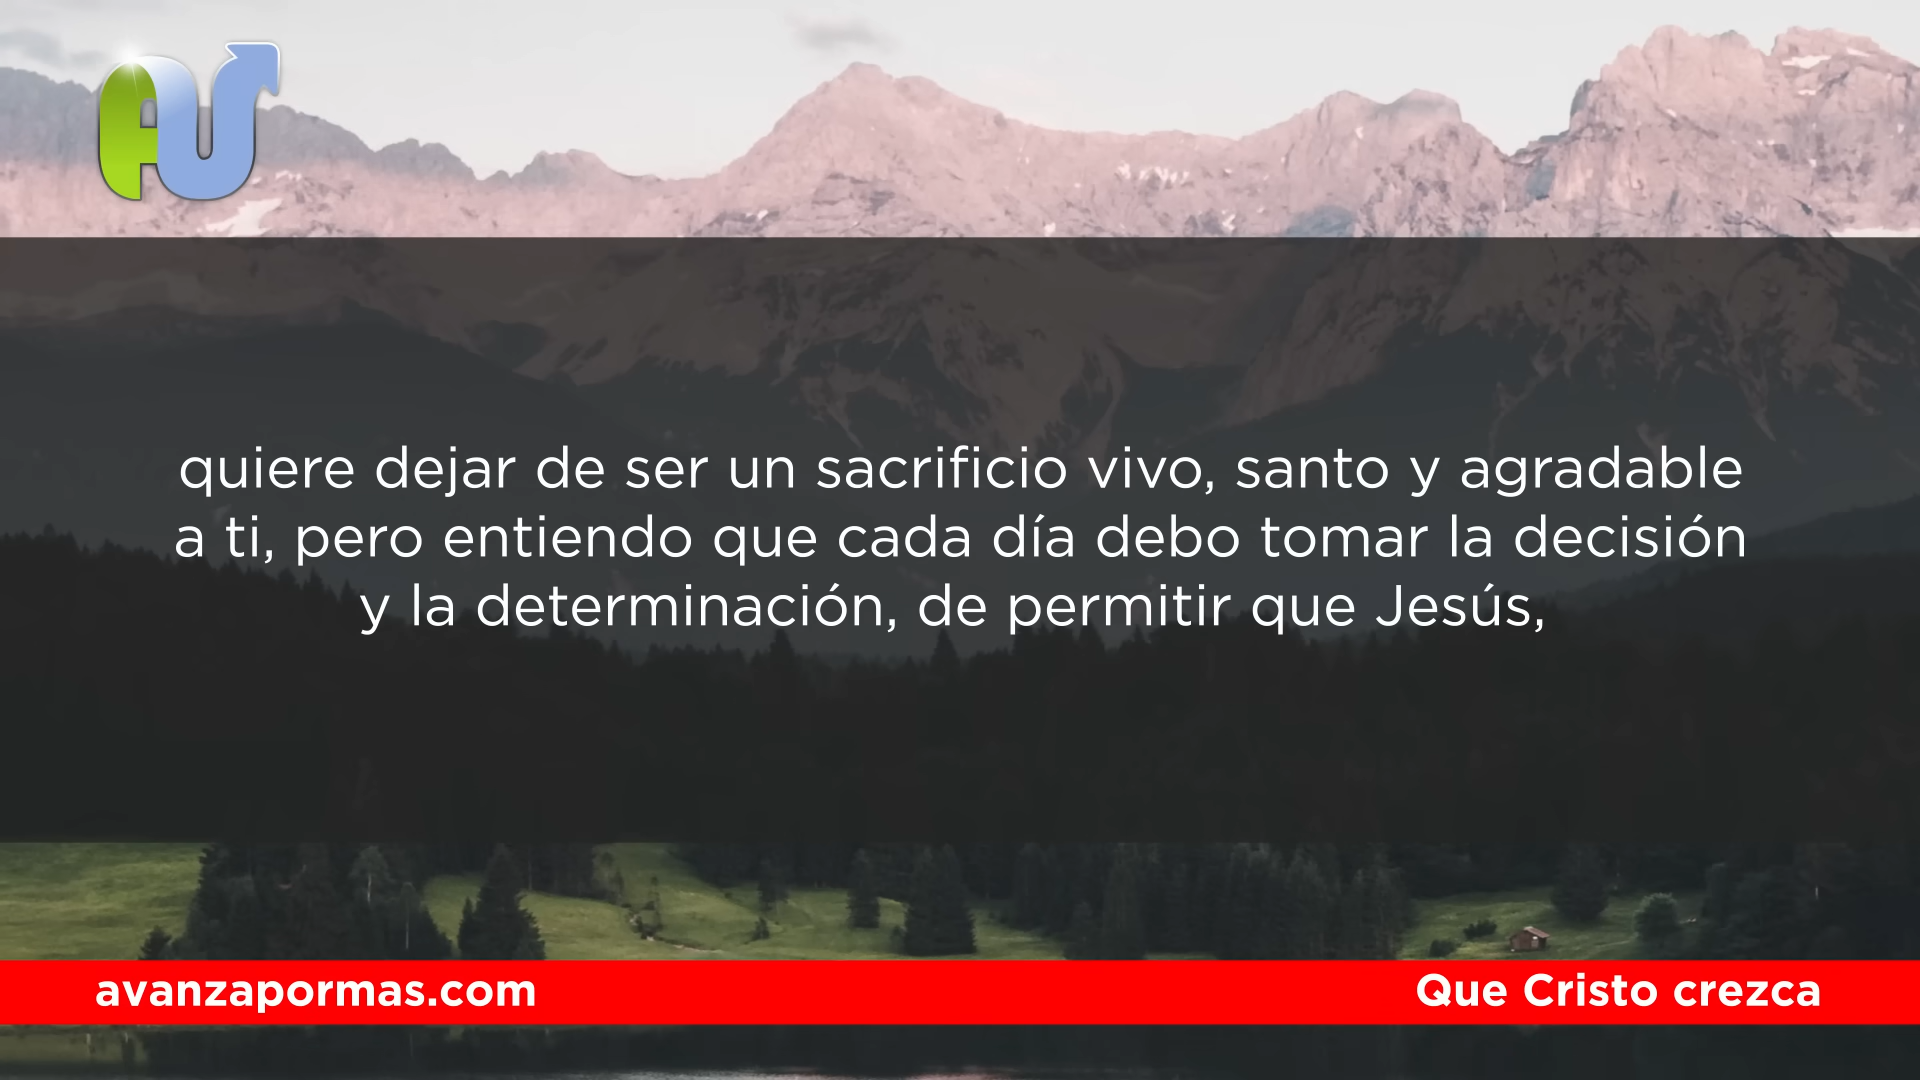 quiere dejar de ser un sacrificio vivo, santo y agradable
a ti, pero entiendo que cada día debo tomar la decisión
y la determinación, de permitir que Jesús,
avanzapormas.com
Que Cristo crezca